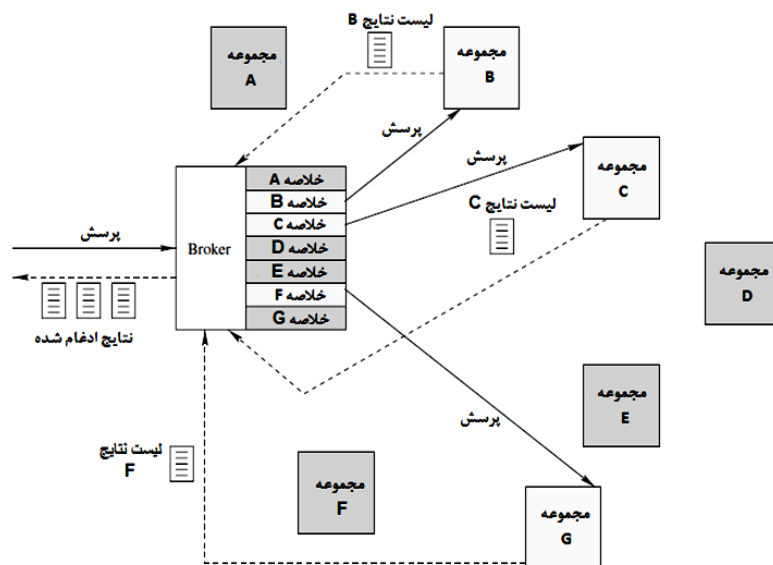 مجموعه
A
لیست نتایج B
مجموعه
B
پرسش
مجموعه
C
پرسش
خلاصه A
خلاصه B
خلاصه C
خلاصه D
خلاصه E
خلاصه F
خلاصه G
Broker
پرسش
لیست نتایج C
مجموعه
D
نتایج ادغام شده
مجموعه
E
پرسش
لیست نتایج
F
مجموعه
F
مجموعه
G